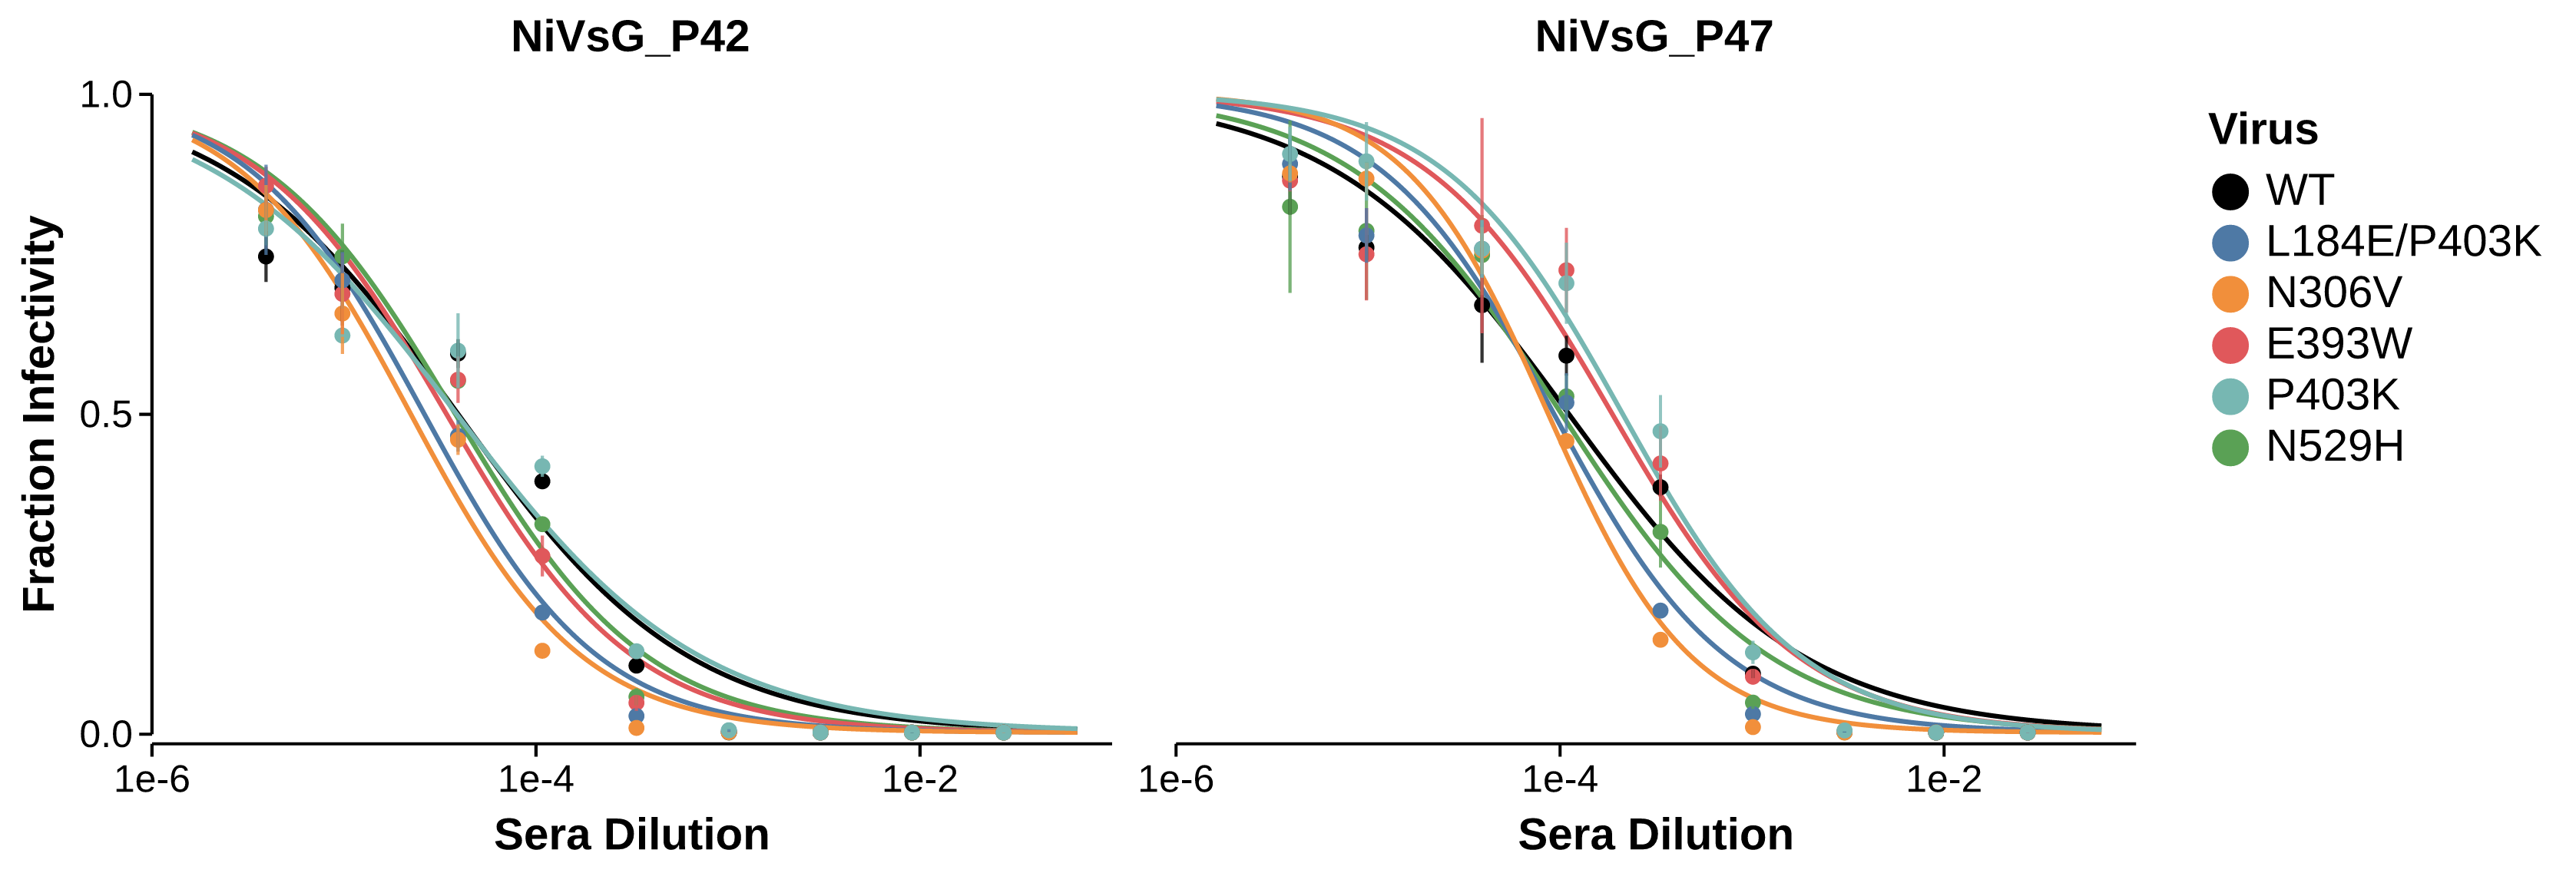 NiVsG_P42
NiVsG_P47
1.0
0.5
0.0
Fraction Infectivity
1e-6
1e-4
1e-2
1e-6
1e-4
1e-2
Sera Dilution
Sera Dilution
Virus
WT
L184E/P403K
N306V
E393W
P403K
N529H